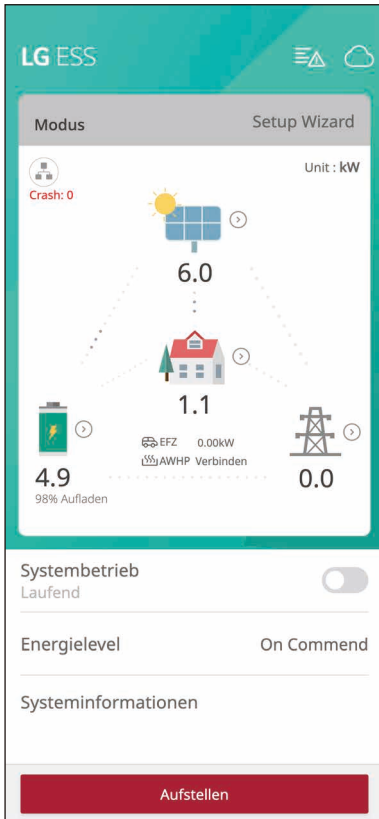 LG ESS
Modus Setup Wizard
Unit : kW
Crash: 0
6.0
1.1
EFZ 0.00kW
AWHP Verbinden
4.9
98% Aufladen
0.0
Systembetrieb
Laufend
Energielevel On Commend
Systeminformationen
Aufstellen